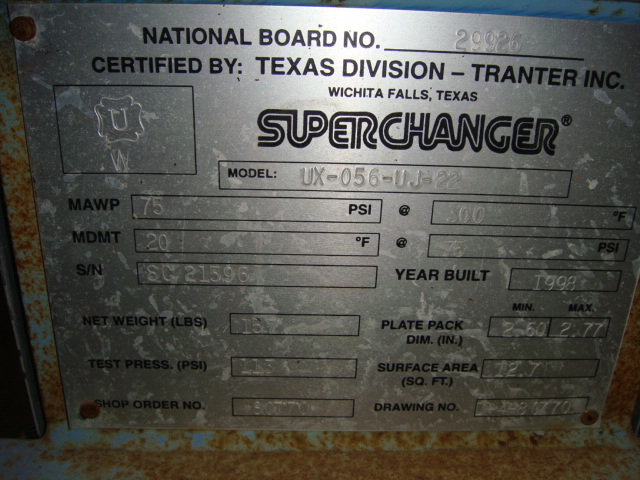 NATIONAL BOARD NO. 29926
CERTIFIED BY: TEXAS DIVISION – TRANTER INC.
WICHITA FALLS, TEXAS
U
W
SUPERCHANGER®
MODEL: UX-056-UJ-22
MAWP 75 PSI @ °F
MDMT 20 °F @ PSI
S/N SC 21396 YEAR BUILT 1998
MIN. MAX.
NET WEIGHT (LBS) PLATE PACK DIM. (IN.) 2.60 2.77
TEST PRESS. (PSI) SURFACE AREA (SQ. FT.) 12.7
SHOP ORDER NO. DRAWING NO.